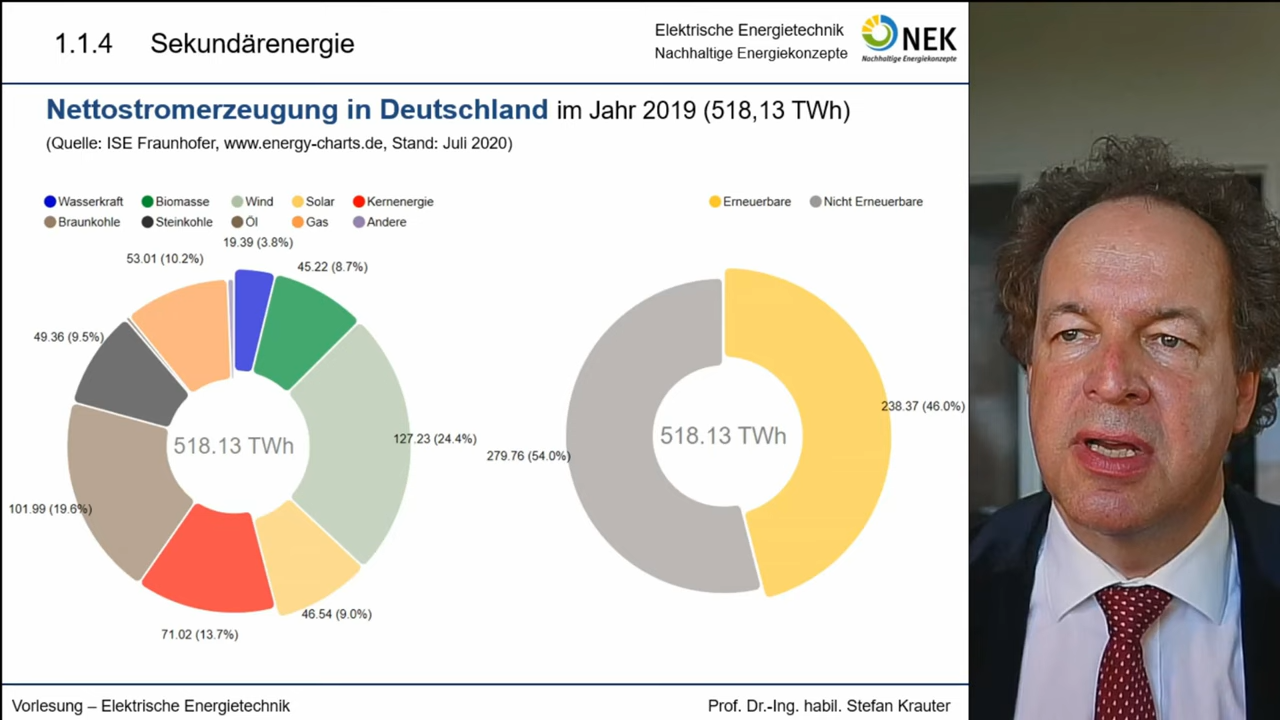 1.1.4 Sekundärenergie
Elektrische Energietechnik
Nachhaltige Energiekonzepte
NEK
Nachhaltige Energiekonzepte
Nettostromerzeugung in Deutschland im Jahr 2019 (518,13 TWh)
(Quelle: ISE Fraunhofer, www.energy-charts.de, Stand: Juli 2020)
Wasserkraft Biomasse Wind Solar Kernenergie
Braunkohle Steinkohle Öl Gas Andere
19.39 (3.8%)
53.01 (10.2%)
45.22 (8.7%)
49.36 (9.5%)
127.23 (24.4%)
518.13 TWh
101.99 (19.6%)
46.54 (9.0%)
71.02 (13.7%)
Erneuerbare Nicht Erneuerbare
238.37 (46.0%)
518.13 TWh
279.76 (54.0%)
Vorlesung – Elektrische Energietechnik
Prof. Dr.-Ing. habil. Stefan Krauter